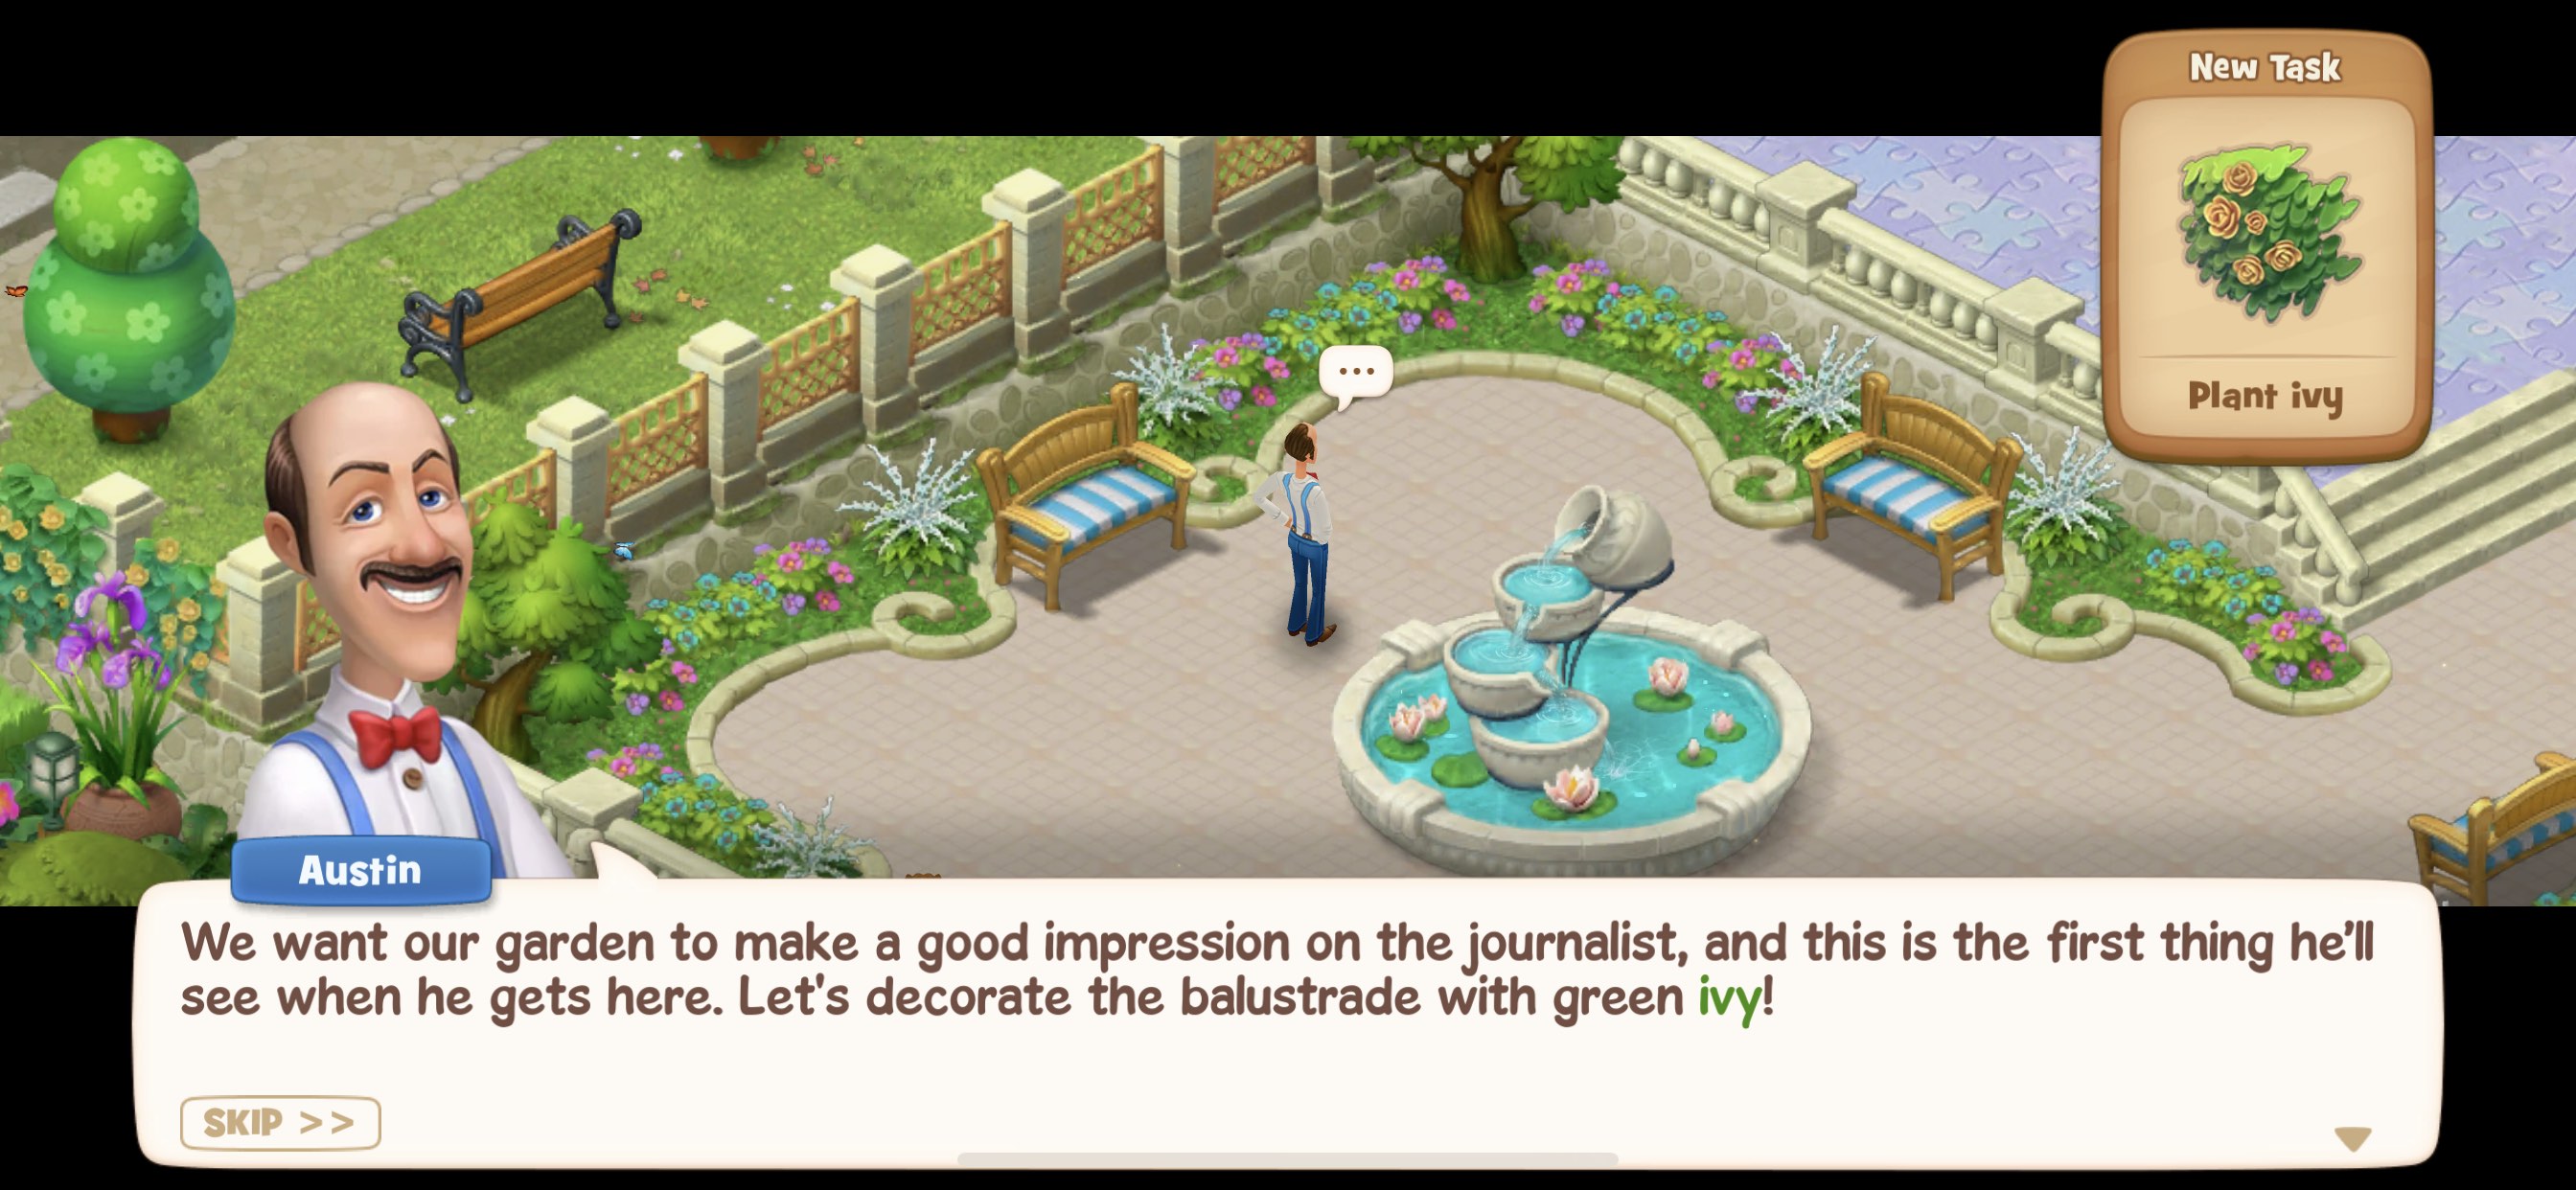 New Task
Plant ivy
Austin
We want our garden to make a good impression on the journalist, and this is the first thing he'll
see when he gets here. Let's decorate the balustrade with green ivy!
SKIP >>